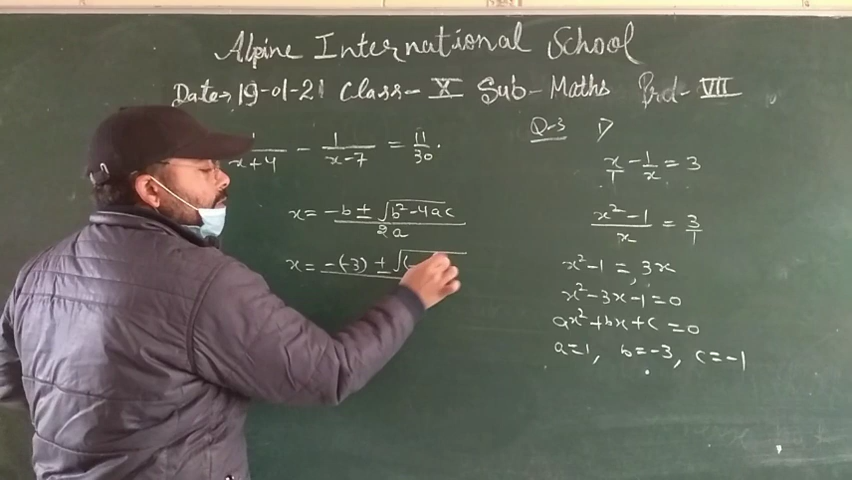 Alpine International School
Date→ 19-01-21 Class- X Sub- Maths Prd- VII
1/x+4 - 1/x-7 = 11/30.
x = -b ± √b²-4ac / 2a
x = -(-3) ± √(
Q-3 i)
x/1 - 1/x = 3
x²-1/x = 3/1
x²-1 = 3x
x²-3x-1=0
ax²+bx+c=0
a=1, b=-3, c=-1